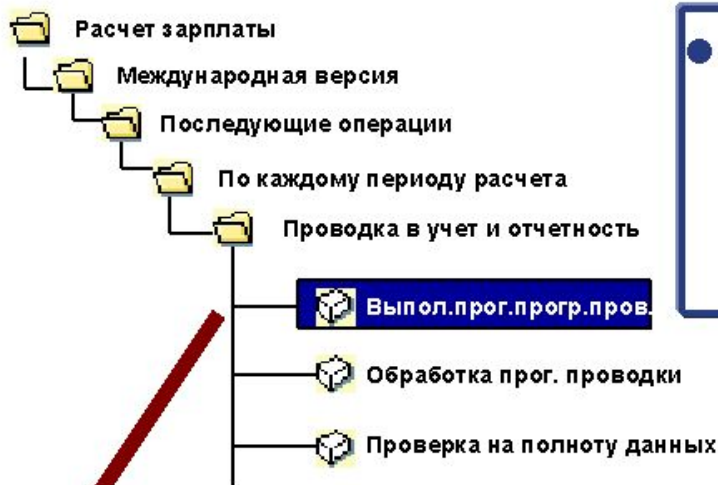 Расчет зарплаты
Международная версия
Последующие операции
По каждому периоду расчета
Проводка в учет и отчетность
Выпол.прог.прогр.пров.
Обработка прог. проводки
Проверка на полноту данных